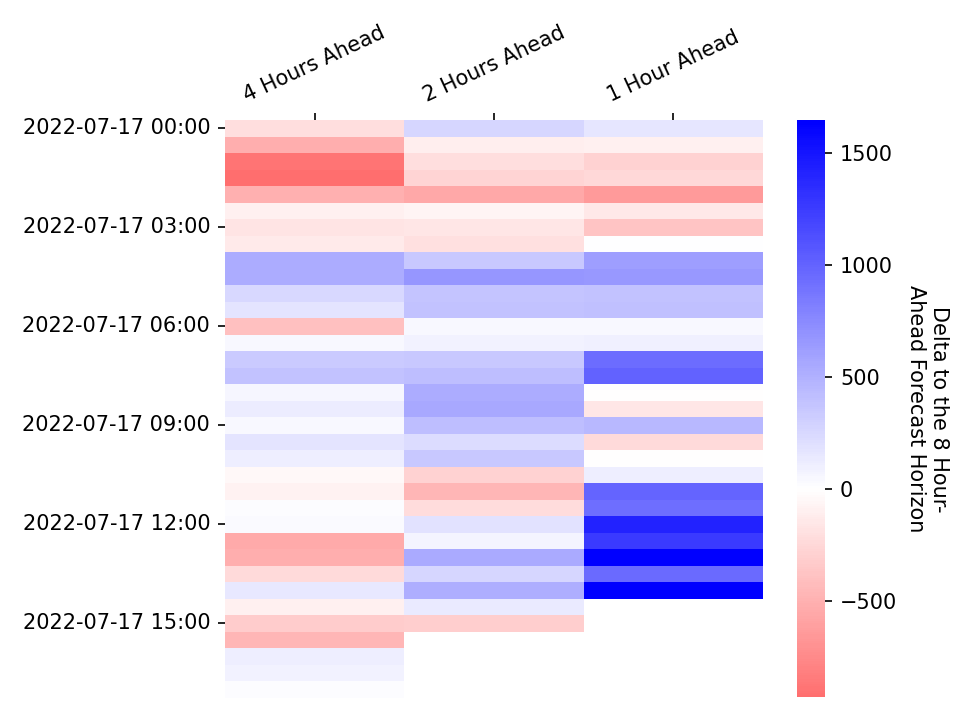 4 Hours Ahead
2 Hours Ahead
1 Hour Ahead
2022-07-17 00:00
2022-07-17 03:00
2022-07-17 06:00
2022-07-17 09:00
2022-07-17 12:00
2022-07-17 15:00
1500
1000
500
0
−500
Delta to the 8 Hour-
Ahead Forecast Horizon